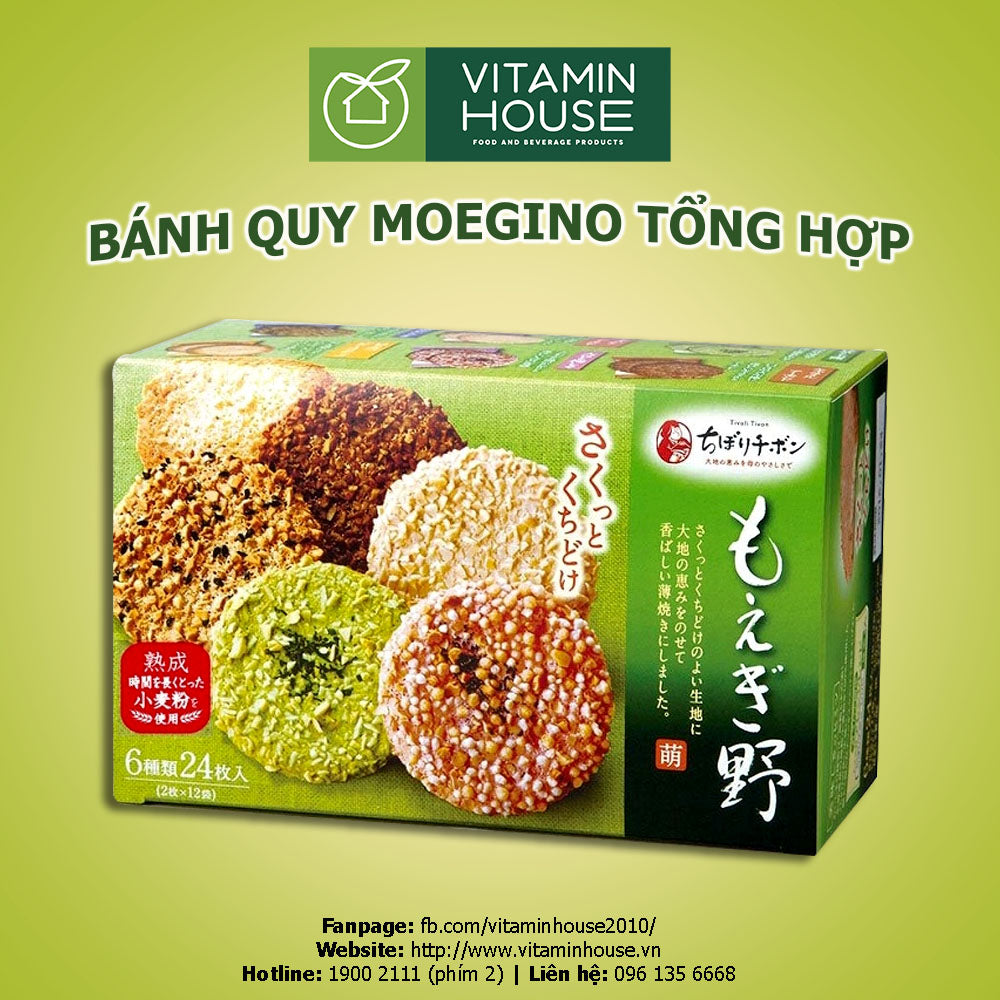 VITAMIN
HOUSE
FOOD AND BEVERAGE PRODUCTS
BÁNH QUY MOEGINO TỔNG HỢP
さくっと
くちどけ
Tivoli Tivon
ちぼりチボン
大地の恵みを母のやさしさで
もえぎ野
さくっとくちどけのよい生地に
大地の恵みをのせて
香ばしい薄焼きにしました。
萌
熟成
時間を長くとった
小麦粉を
使用
6種類24枚入
(2枚×12袋)
Fanpage: fb.com/vitaminhouse2010/
Website: http://www.vitaminhouse.vn
Hotline: 1900 2111 (phím 2) | Liên hệ: 096 135 6668